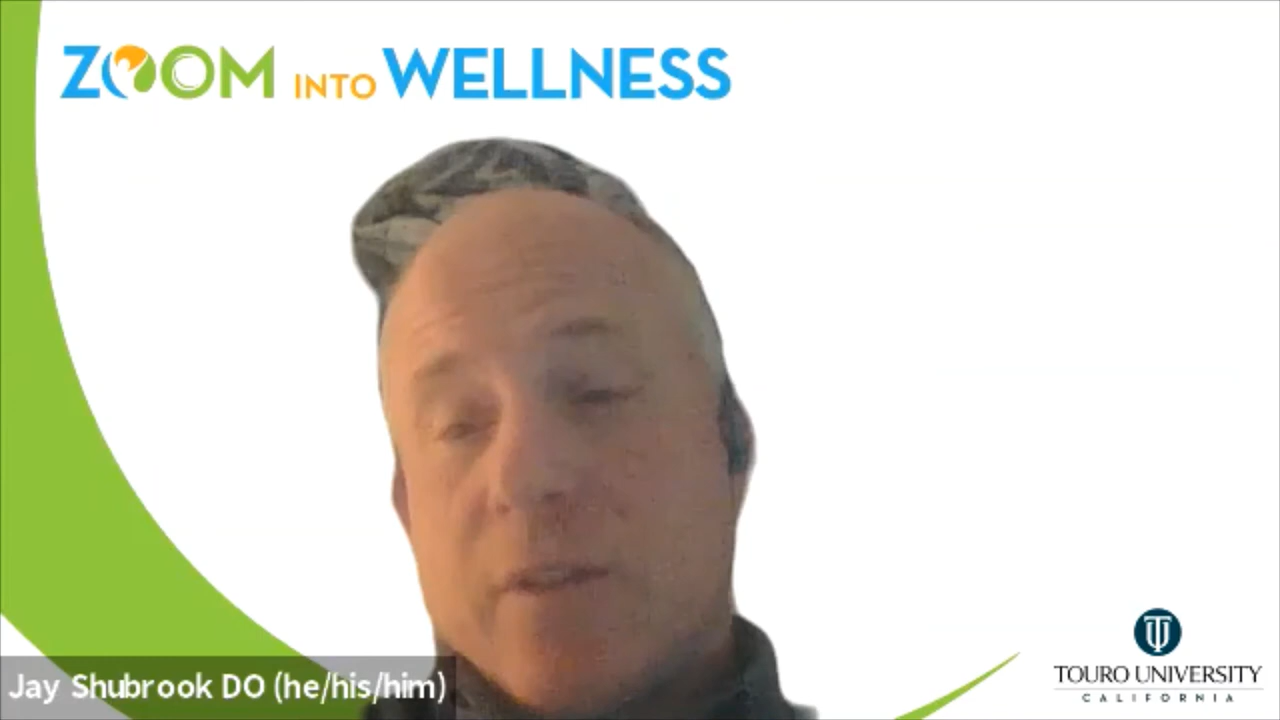 ZOOM INTO WELLNESS
Jay Shubrook DO (he/his/him)
TOURO UNIVERSITY
CALIFORNIA